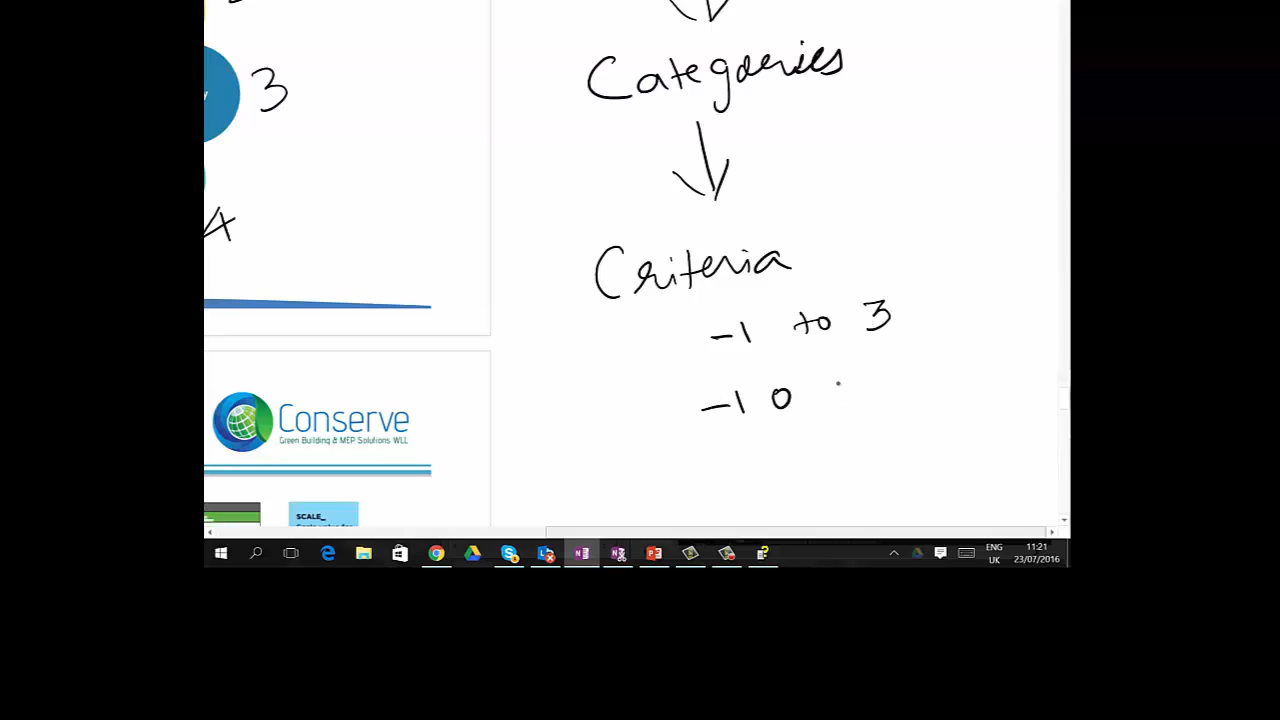 3
Categories
4
Criteria
-1 to 3
-1 0
Conserve
Green Building & MEP Solutions WLL
SCALE_
ENG
11:21
UK
23/07/2016